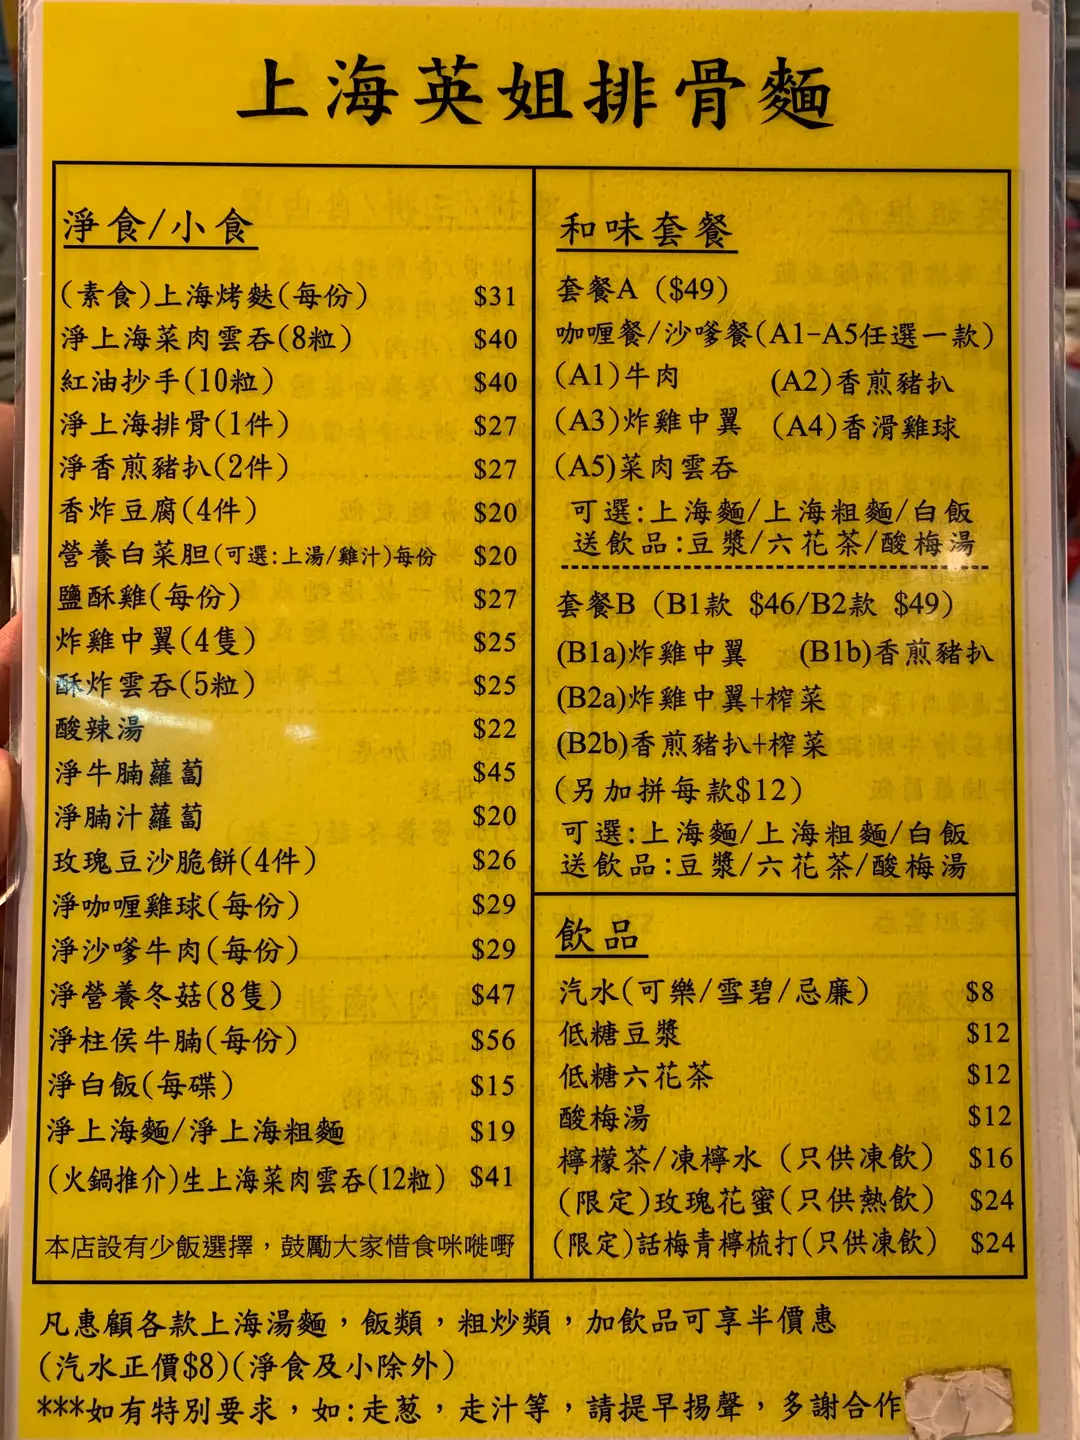 上海英姐排骨麵
淨食/小食
(素食)上海烤麩(每份) $31
淨上海菜肉雲吞(8粒) $40
紅油抄手(10粒) $40
淨上海排骨(1件) $27
淨香煎豬扒(2件) $27
香炸豆腐(4件) $20
營養白菜胆(可選:上湯/雞汁)每份 $20
鹽酥雞(每份) $27
炸雞中翼(4隻) $25
酥炸雲吞(5粒) $25
酸辣湯 $22
淨牛腩蘿蔔 $45
淨腩汁蘿蔔 $20
玫瑰豆沙脆餅(4件) $26
淨咖喱雞球(每份) $29
淨沙嗲牛肉(每份) $29
淨營養冬菇(8隻) $47
淨柱侯牛腩(每份) $56
淨白飯(每碟) $15
淨上海麵/淨上海粗麵 $19
(火鍋推介)生上海菜肉雲吞(12粒) $41
本店設有少飯選擇，鼓勵大家惜食咪嘥嘢
和味套餐
套餐A ($49)
咖喱餐/沙嗲餐(A1-A5任選一款)
(A1)牛肉 (A2)香煎豬扒
(A3)炸雞中翼 (A4)香滑雞球
(A5)菜肉雲吞
可選:上海麵/上海粗麵/白飯
送飲品:豆漿/六花茶/酸梅湯
套餐B (B1款 $46/B2款 $49)
(B1a)炸雞中翼 (B1b)香煎豬扒
(B2a)炸雞中翼+榨菜
(B2b)香煎豬扒+榨菜
(另加拼每款$12)
可選:上海麵/上海粗麵/白飯
送飲品:豆漿/六花茶/酸梅湯
飲品
汽水(可樂/雪碧/忌廉) $8
低糖豆漿 $12
低糖六花茶 $12
酸梅湯 $12
檸檬茶/凍檸水 (只供凍飲) $16
(限定)玫瑰花蜜(只供熱飲) $24
(限定)話梅青檸梳打(只供凍飲) $24
凡惠顧各款上海湯麵，飯類，粗炒類，加飲品可享半價惠
(汽水正價$8)(淨食及小除外)
***如有特別要求，如:走葱，走汁等，請提早揚聲，多謝合作